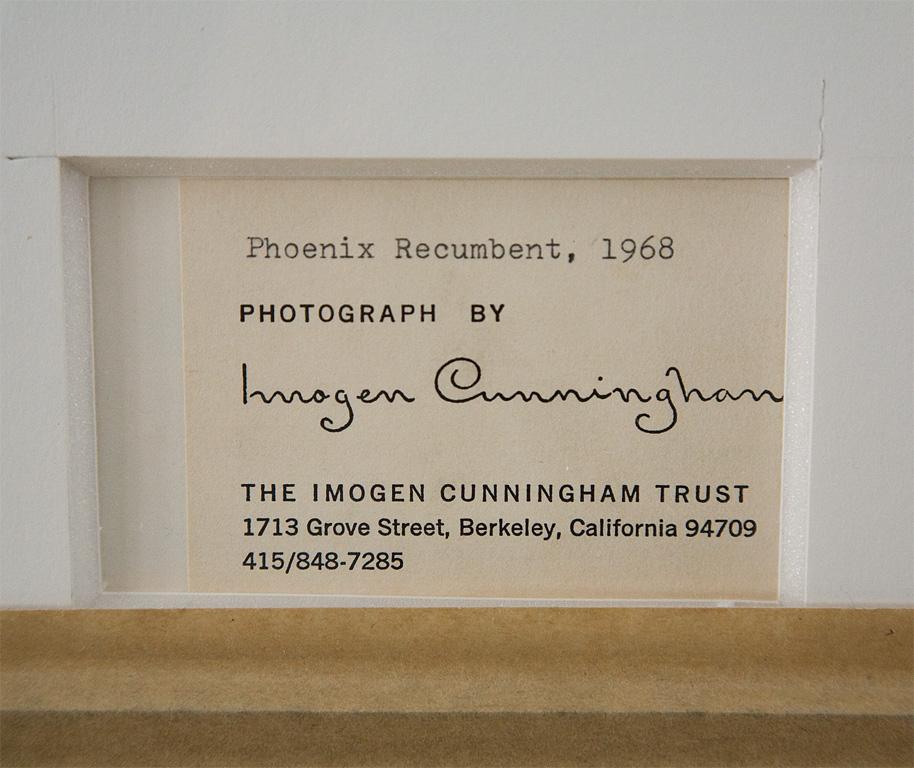 Phoenix Recumbent, 1968
PHOTOGRAPH BY
Imogen Cunningham
THE IMOGEN CUNNINGHAM TRUST
1713 Grove Street, Berkeley, California 94709
415/848-7285